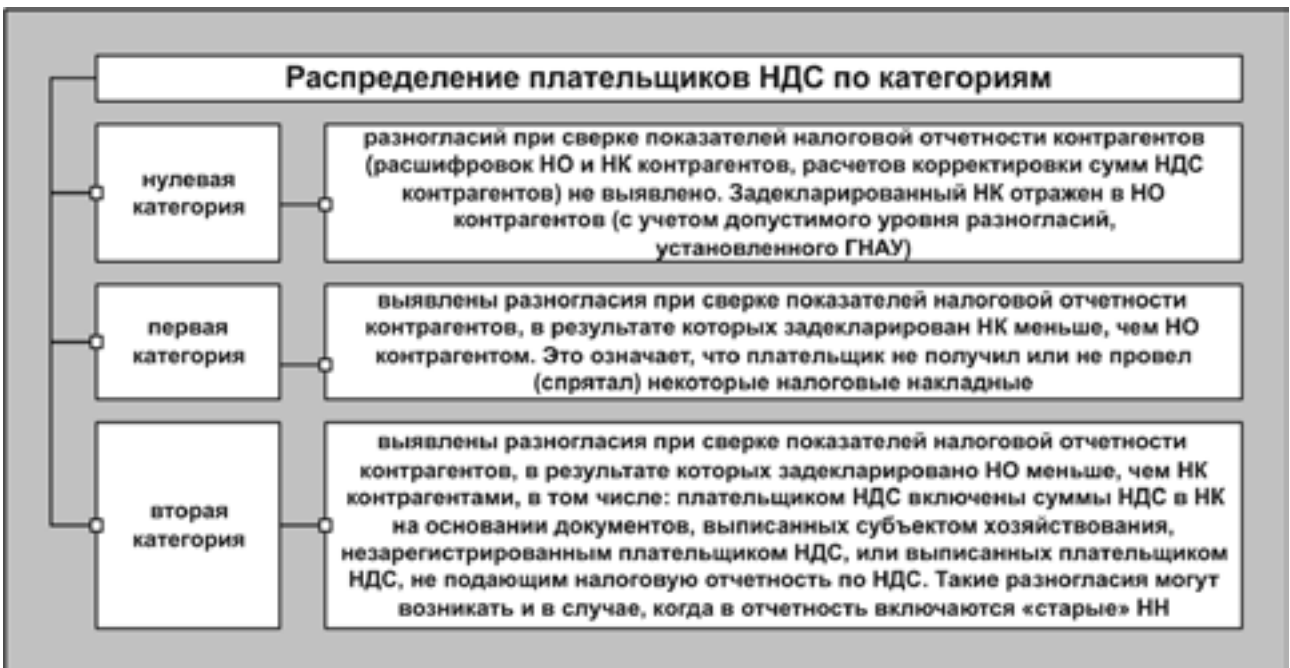 Распределение плательщиков НДС по категориям
нулевая
категория
разногласий при сверке показателей налоговой отчетности контрагентов
(расшифровок НО и НК контрагентов, расчетов корректировки сумм НДС
контрагентов) не выявлено. Задекларированный НК отражен в НО
контрагентов (с учетом допустимого уровня разногласий,
установленного ГНАУ)
первая
категория
выявлены разногласия при сверке показателей налоговой отчетности
контрагентов, в результате которых задекларирован НК меньше, чем НО
контрагентом. Это означает, что плательщик не получил или не провел
(спрятал) некоторые налоговые накладные
вторая
категория
выявлены разногласия при сверке показателей налоговой отчетности
контрагентов, в результате которых задекларировано НО меньше, чем НК
контрагентами, в том числе: плательщиком НДС включены суммы НДС в НК
на основании документов, выписанных субъектом хозяйствования,
незарегистрированным плательщиком НДС, или выписанных плательщиком
НДС, не подающим налоговую отчетность по НДС. Такие разногласия могут
возникать и в случае, когда в отчетность включаются «старые» НН